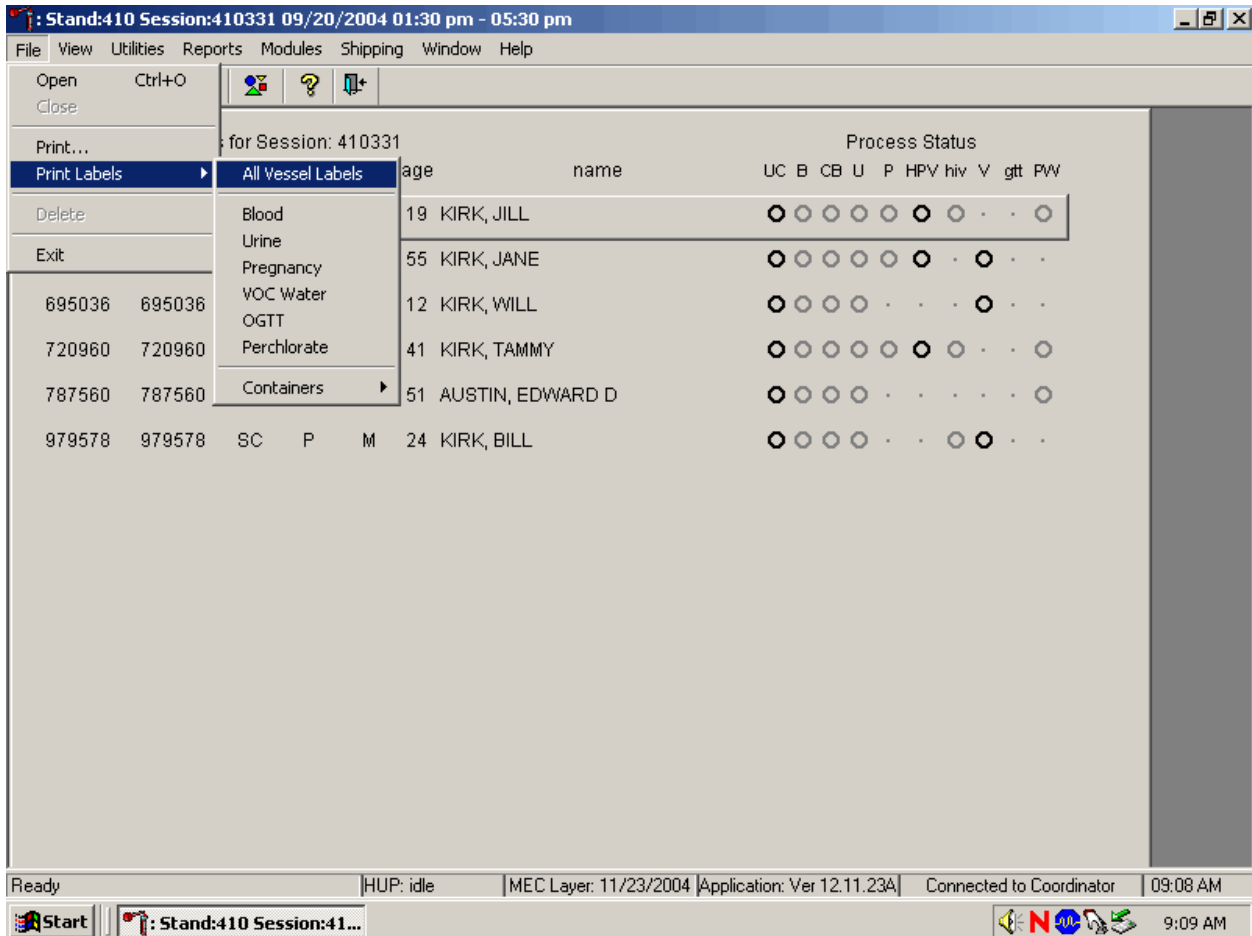 : Stand:410 Session:410331 09/20/2004 01:30 pm - 05:30 pm
File View Utilities Reports Modules Shipping Window Help
Open Ctrl+O
Close
Print...
Print Labels
Delete
Exit
All Vessel Labels
Blood
Urine
Pregnancy
VOC Water
OGTT
Perchlorate
Containers
for Session: 410331 Process Status
age name UC B CB U P HPV hiv V gtt PW
19 KIRK, JILL
55 KIRK, JANE
695036 695036 12 KIRK, WILL
720960 720960 41 KIRK, TAMMY
787560 787560 51 AUSTIN, EDWARD D
979578 979578 SC P M 24 KIRK, BILL
Ready HUP: idle MEC Layer: 11/23/2004 Application: Ver 12.11.23A Connected to Coordinator 09:08 AM
Start : Stand:410 Session:41... N 9:09 AM